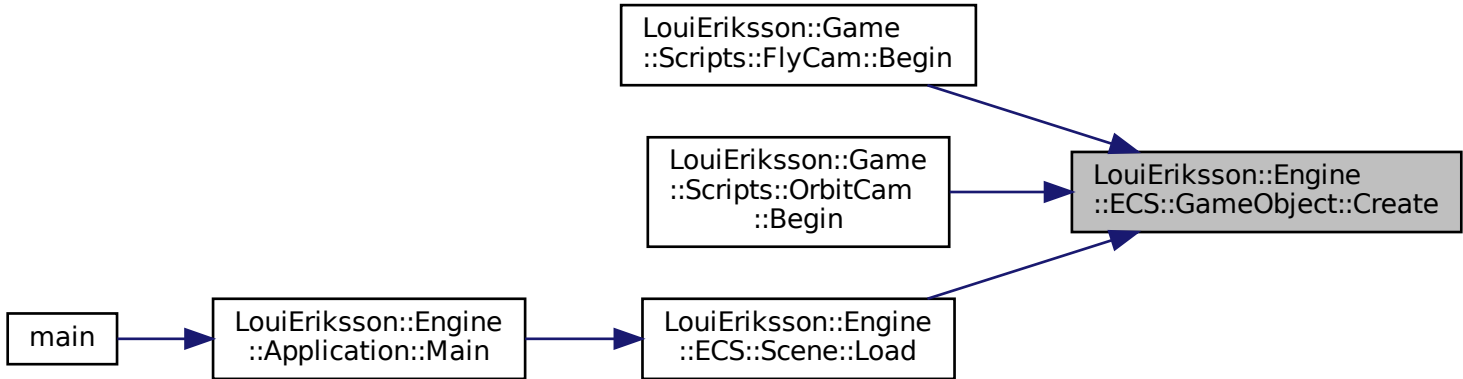 LouiEriksson::Game
::Scripts::FlyCam::Begin
LouiEriksson::Game
::Scripts::OrbitCam
::Begin
LouiEriksson::Engine
::ECS::GameObject::Create
main
LouiEriksson::Engine
::Application::Main
LouiEriksson::Engine
::ECS::Scene::Load